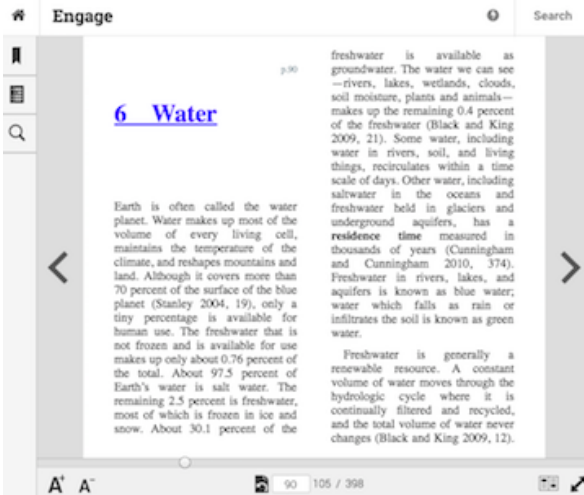 Engage
Search
p.90
6 Water
Earth is often called the water
planet. Water makes up most of the
volume of every living cell,
maintains the temperature of the
climate, and reshapes mountains and
land. Although it covers more than
70 percent of the surface of the blue
planet (Stanley 2004, 19), only a
tiny percentage is available for
human use. The freshwater that is
not frozen and is available for use
makes up only about 0.76 percent of
the total. About 97.5 percent of
Earth's water is salt water. The
remaining 2.5 percent is freshwater,
most of which is frozen in ice and
snow. About 30.1 percent of the
freshwater is available as
groundwater. The water we can see
—rivers, lakes, wetlands, clouds,
soil moisture, plants and animals—
makes up the remaining 0.4 percent
of the freshwater (Black and King
2009, 21). Some water, including
water in rivers, soil, and living
things, recirculates within a time
scale of days. Other water, including
saltwater in the oceans and
freshwater held in glaciers and
underground aquifers, has a
residence time measured in
thousands of years (Cunningham
and Cunningham 2010, 374).
Freshwater in rivers, lakes, and
aquifers is known as blue water;
water which falls as rain or
infiltrates the soil is known as green
water.
Freshwater is generally a
renewable resource. A constant
volume of water moves through the
hydrologic cycle where it is
continually filtered and recycled,
and the total volume of water never
changes (Black and King 2009, 12).
A+ A- 90 105 / 398